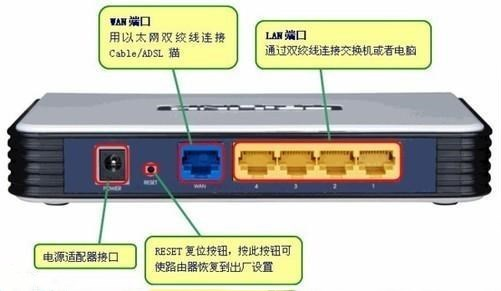 WAN 端口
用以太网双绞线连接
Cable/ADSL 猫
LAN 端口
通过双绞线连接交换机或者电脑
POWER
RESET
WAN
4
3
2
1
电源适配器接口
RESET 复位按钮，按此按钮可
使路由器恢复到出厂设置